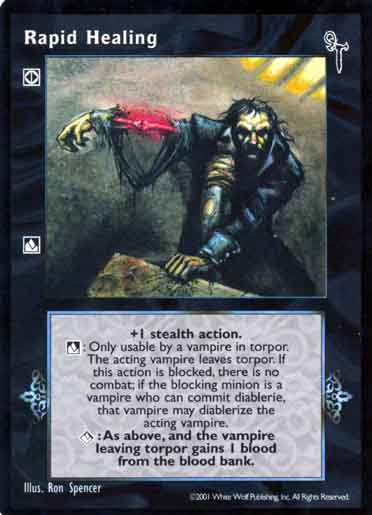 Rapid Healing
+1 stealth action.
: Only usable by a vampire in torpor.
The acting vampire leaves torpor. If
this action is blocked, there is no
combat; if the blocking minion is a
vampire who can commit diablerie,
that vampire may diablerize the
acting vampire.
: As above, and the vampire
leaving torpor gains 1 blood
from the blood bank.
Illus. Ron Spencer
©2001 White Wolf Publishing, Inc. All Rights Reserved.